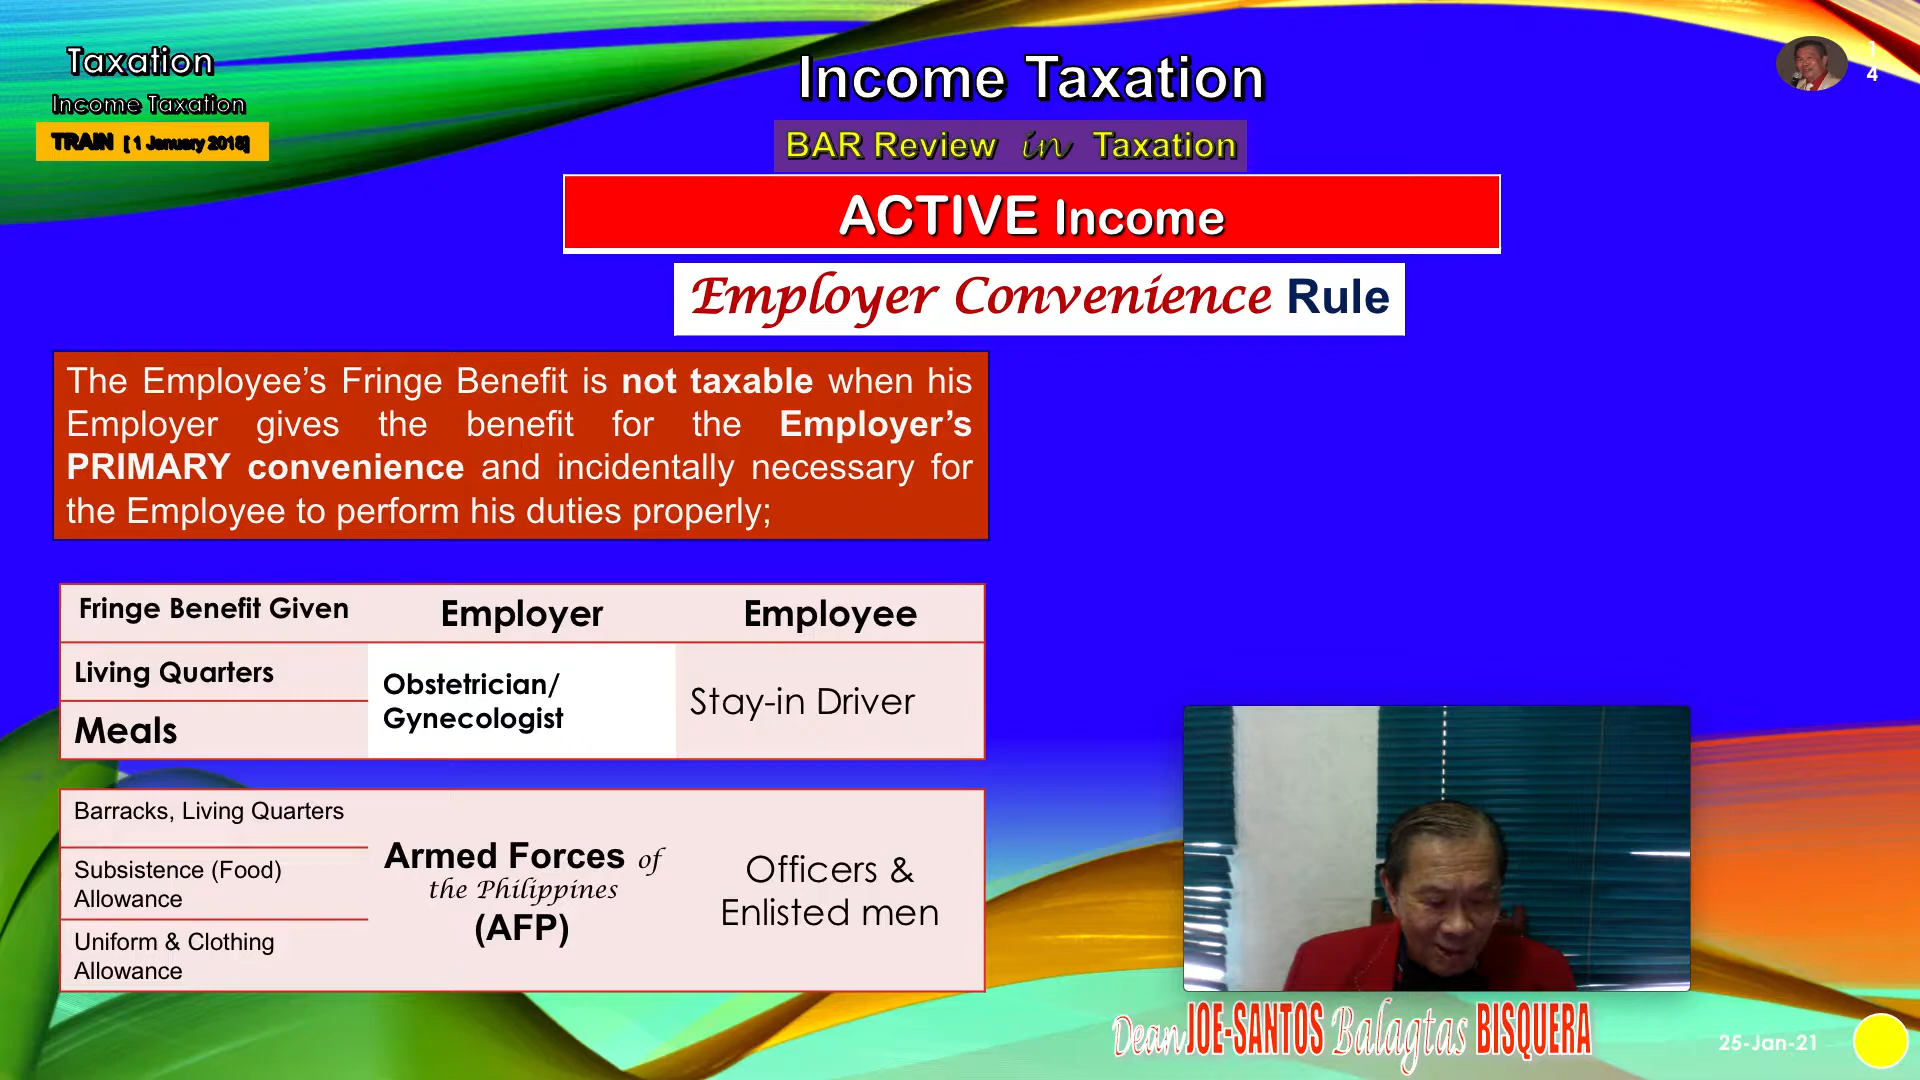 Taxation
Income Taxation
TRAIN [ 1 January 2018]
Income Taxation
BAR Review in Taxation
1
4
ACTIVE Income
Employer Convenience Rule
The Employee’s Fringe Benefit is not taxable when his
Employer gives the benefit for the Employer’s
PRIMARY convenience and incidentally necessary for
the Employee to perform his duties properly;
Fringe Benefit Given Employer Employee
Living Quarters
Meals
Obstetrician/
Gynecologist
Stay-in Driver
Barracks, Living Quarters
Subsistence (Food)
Allowance
Uniform & Clothing
Allowance
Armed Forces of
the Philippines
(AFP)
Officers &
Enlisted men
Dean JOE-SANTOS Balagtas BISQUERA
25-Jan-21